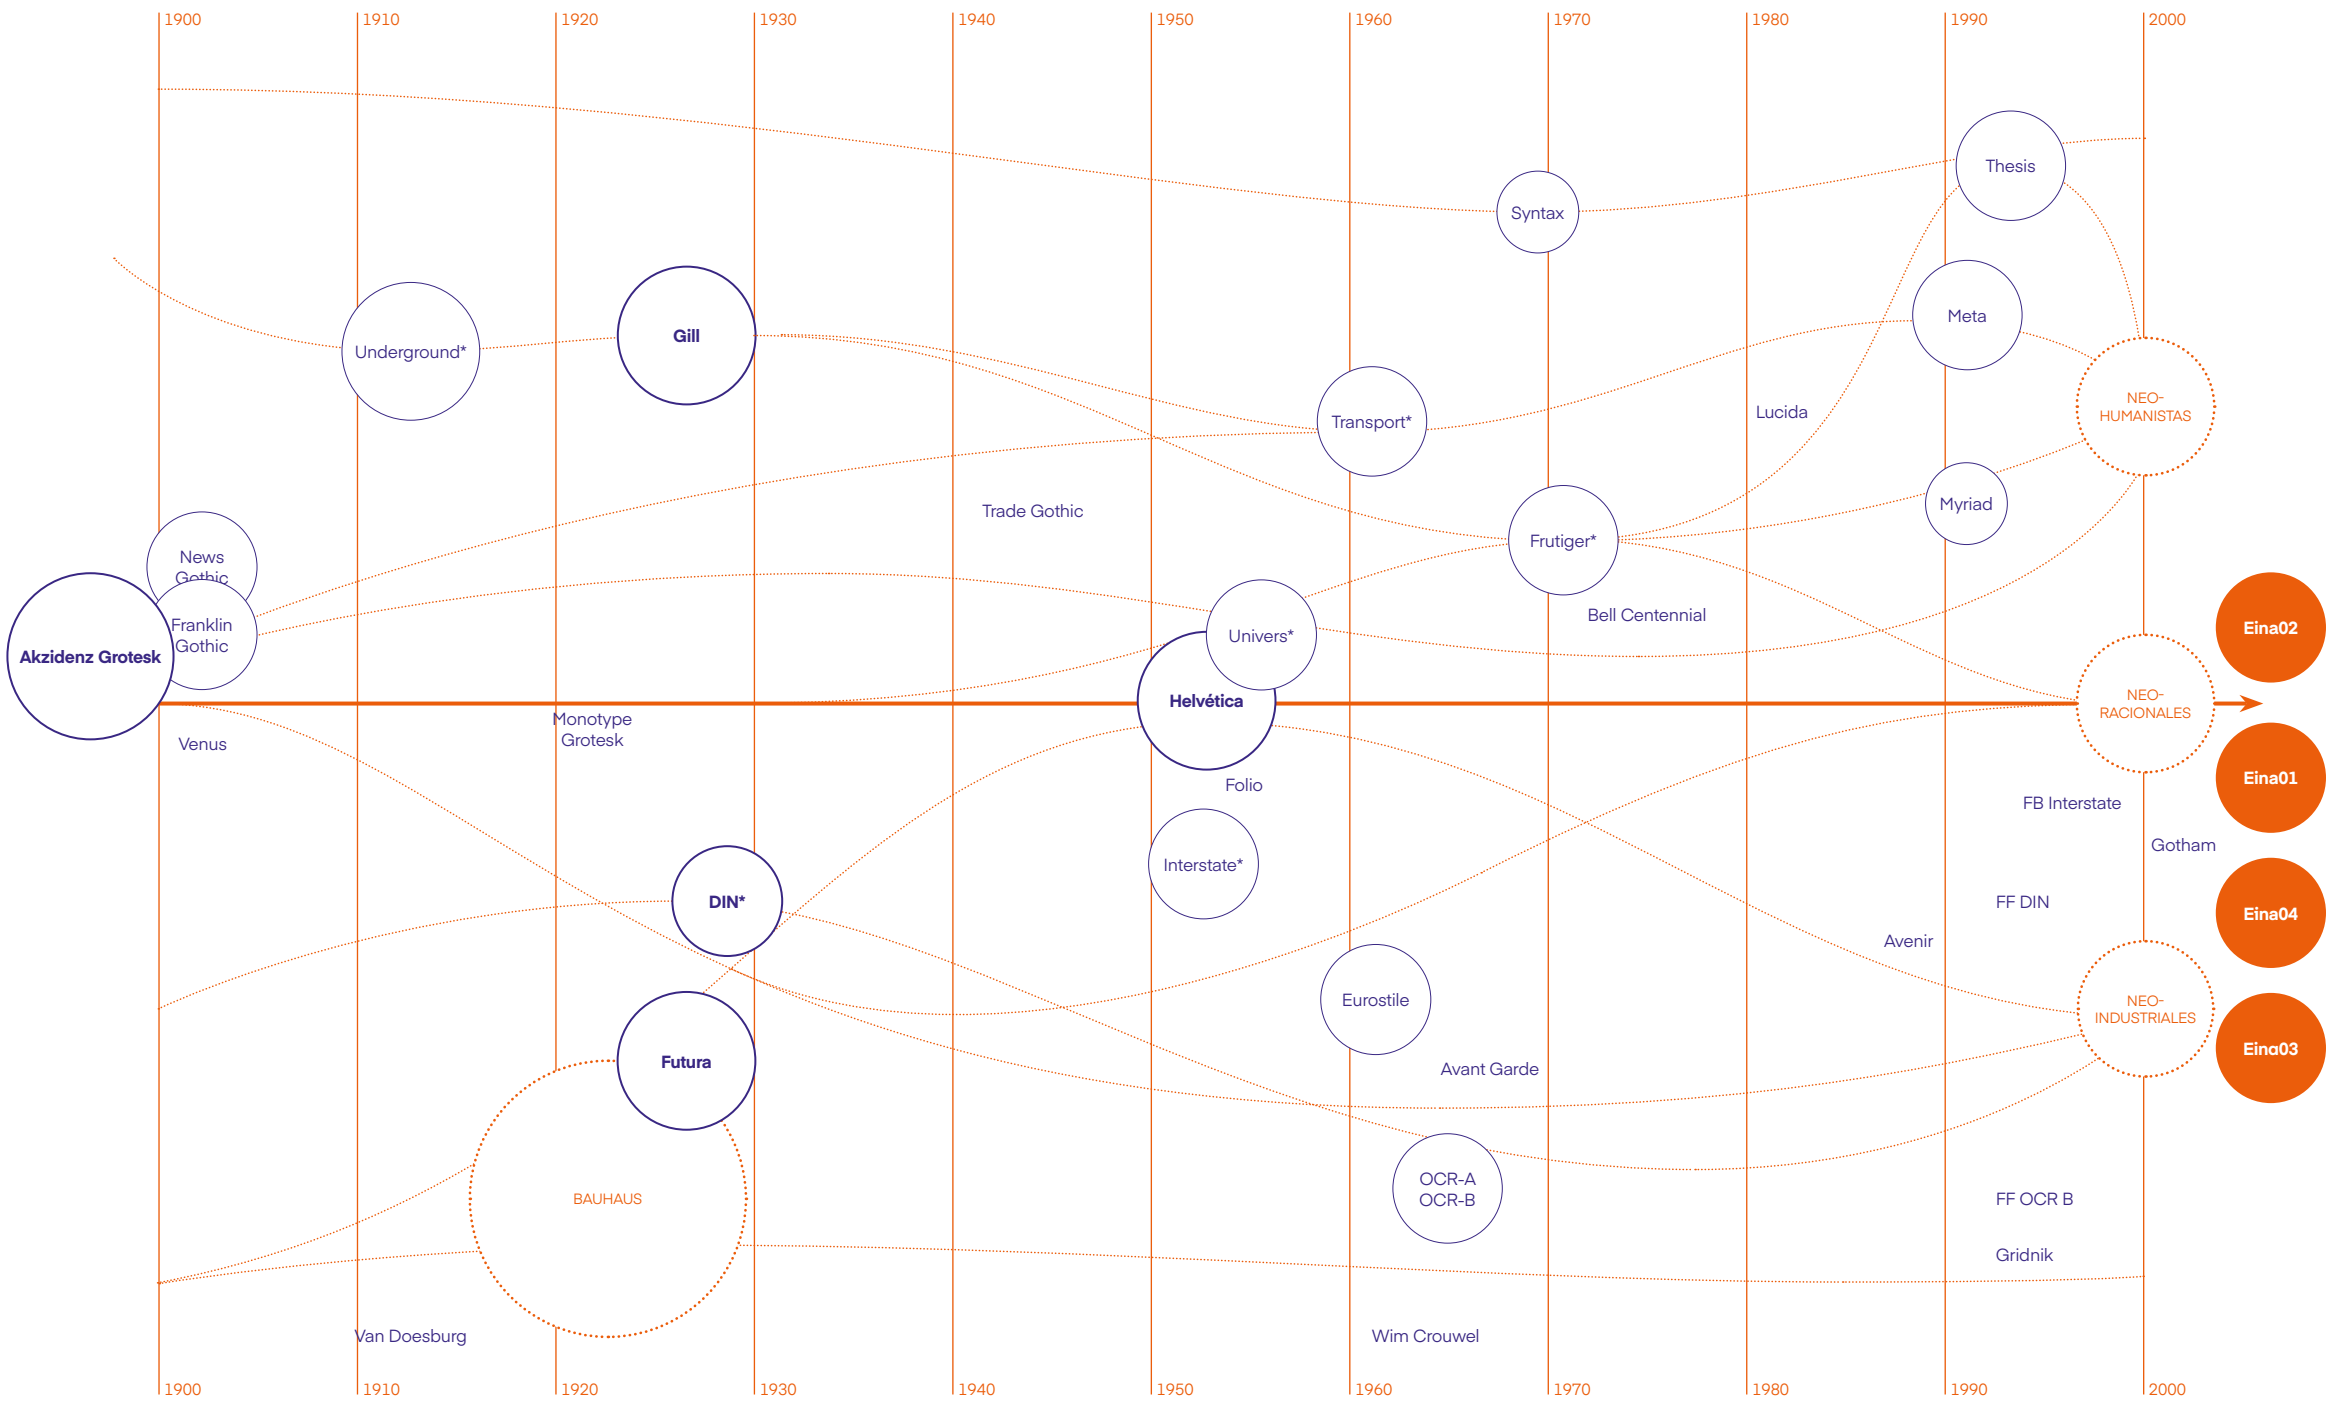 1900
1910
1920
1930
1940
1950
1960
1970
1980
1990
2000
Thesis
Syntax
Meta
Gill
Underground*
NEO-
HUMANISTAS
Lucida
Transport*
Myriad
Trade Gothic
Frutiger*
News
Gothic
Bell Centennial
Franklin
Gothic
Eina02
Univers*
Akzidenz Grotesk
NEO-
RACIONALES
Helvética
Monotype
Grotesk
Venus
Eina01
Folio
FB Interstate
Gotham
Interstate*
DIN*
FF DIN
Eina04
Avenir
Eurostile
NEO-
INDUSTRIALES
Eina03
Futura
Avant Garde
OCR-A
OCR-B
BAUHAUS
FF OCR B
Gridnik
Van Doesburg
Wim Crouwel
1900
1910
1920
1930
1940
1950
1960
1970
1980
1990
2000